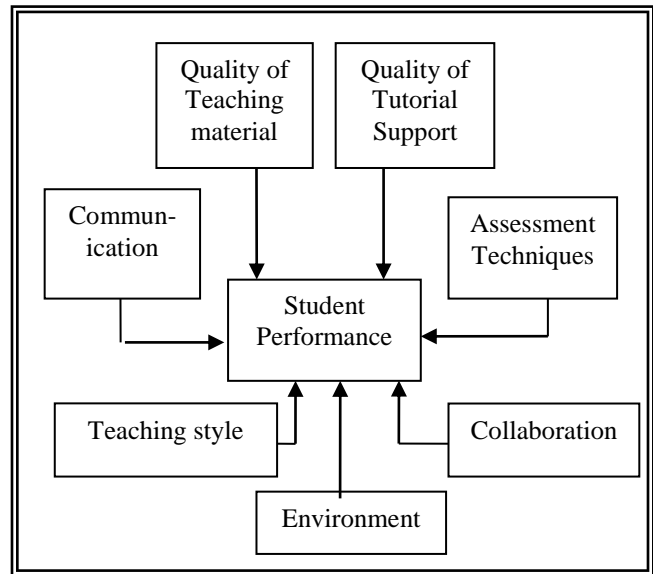 Quality of
Teaching
material
Quality of
Tutorial
Support
Commun-
ication
Assessment
Techniques
Student
Performance
Teaching style
Collaboration
Environment